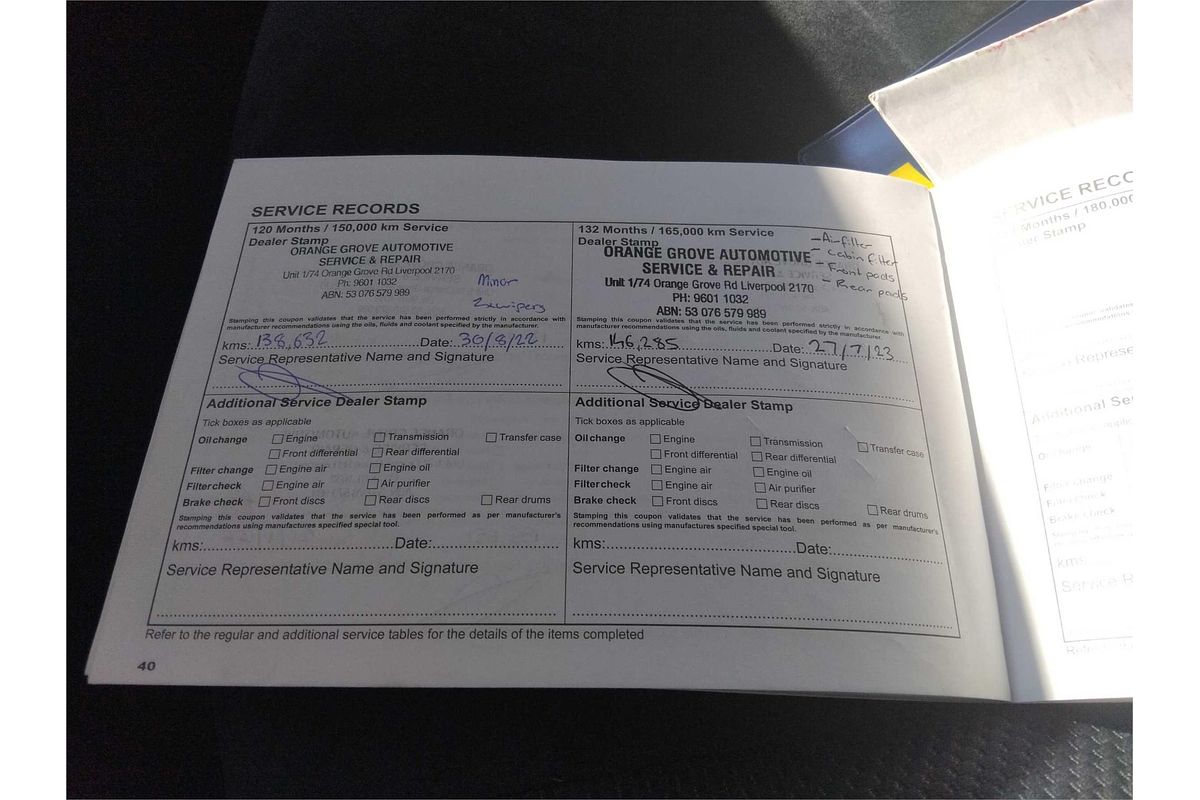 SERVICE RECORDS
120 Months / 150,000 km Service
Dealer Stamp
ORANGE GROVE AUTOMOTIVE
SERVICE & REPAIR
Unit 1/74 Orange Grove Rd Liverpool 2170
Ph: 9601 1032
ABN: 53 076 579 989
Minor
2x wipers
Stamping this coupon validates that the service has been performed strictly in accordance with
manufacturer recommendations using the oils, fluids and coolant specified by the manufacturer.
kms: 138,652 Date: 30/8/22
Service Representative Name and Signature
Additional Service Dealer Stamp
Tick boxes as applicable
Oil change Engine Transmission Transfer case
Front differential Rear differential
Filter change Engine air Engine oil
Filter check Engine air Air purifier
Brake check Front discs Rear discs Rear drums
Stamping this coupon validates that the service has been performed as per manufacturer's
recommendations using manufactures specified special tool.
kms: Date:
Service Representative Name and Signature
132 Months / 165,000 km Service
Dealer Stamp
ORANGE GROVE AUTOMOTIVE
SERVICE & REPAIR
Unit 1/74 Orange Grove Rd Liverpool 2170
PH: 9601 1032
ABN: 53 076 579 989
- Air filter
- Cabin filter
- Front pads
- Rear pads
Stamping this coupon validates that the service has been performed strictly in accordance with
manufacturer recommendations using the oils, fluids and coolant specified by the manufacturer.
kms: 146,285 Date: 27/7/23
Service Representative Name and Signature
Additional Service Dealer Stamp
Tick boxes as applicable
Oil change Engine Transmission Transfer case
Front differential Rear differential
Filter change Engine air Engine oil
Filter check Engine air Air purifier
Brake check Front discs Rear discs Rear drums
Stamping this coupon validates that the service has been performed as per manufacturer's
recommendations using manufactures specified special tool.
kms: Date:
Service Representative Name and Signature
Refer to the regular and additional service tables for the details of the items completed
40
Months / 180,000
Dealer Stamp
Additional Se
Oil change
Filter change
Filter check
Brake check
kms:
Service R